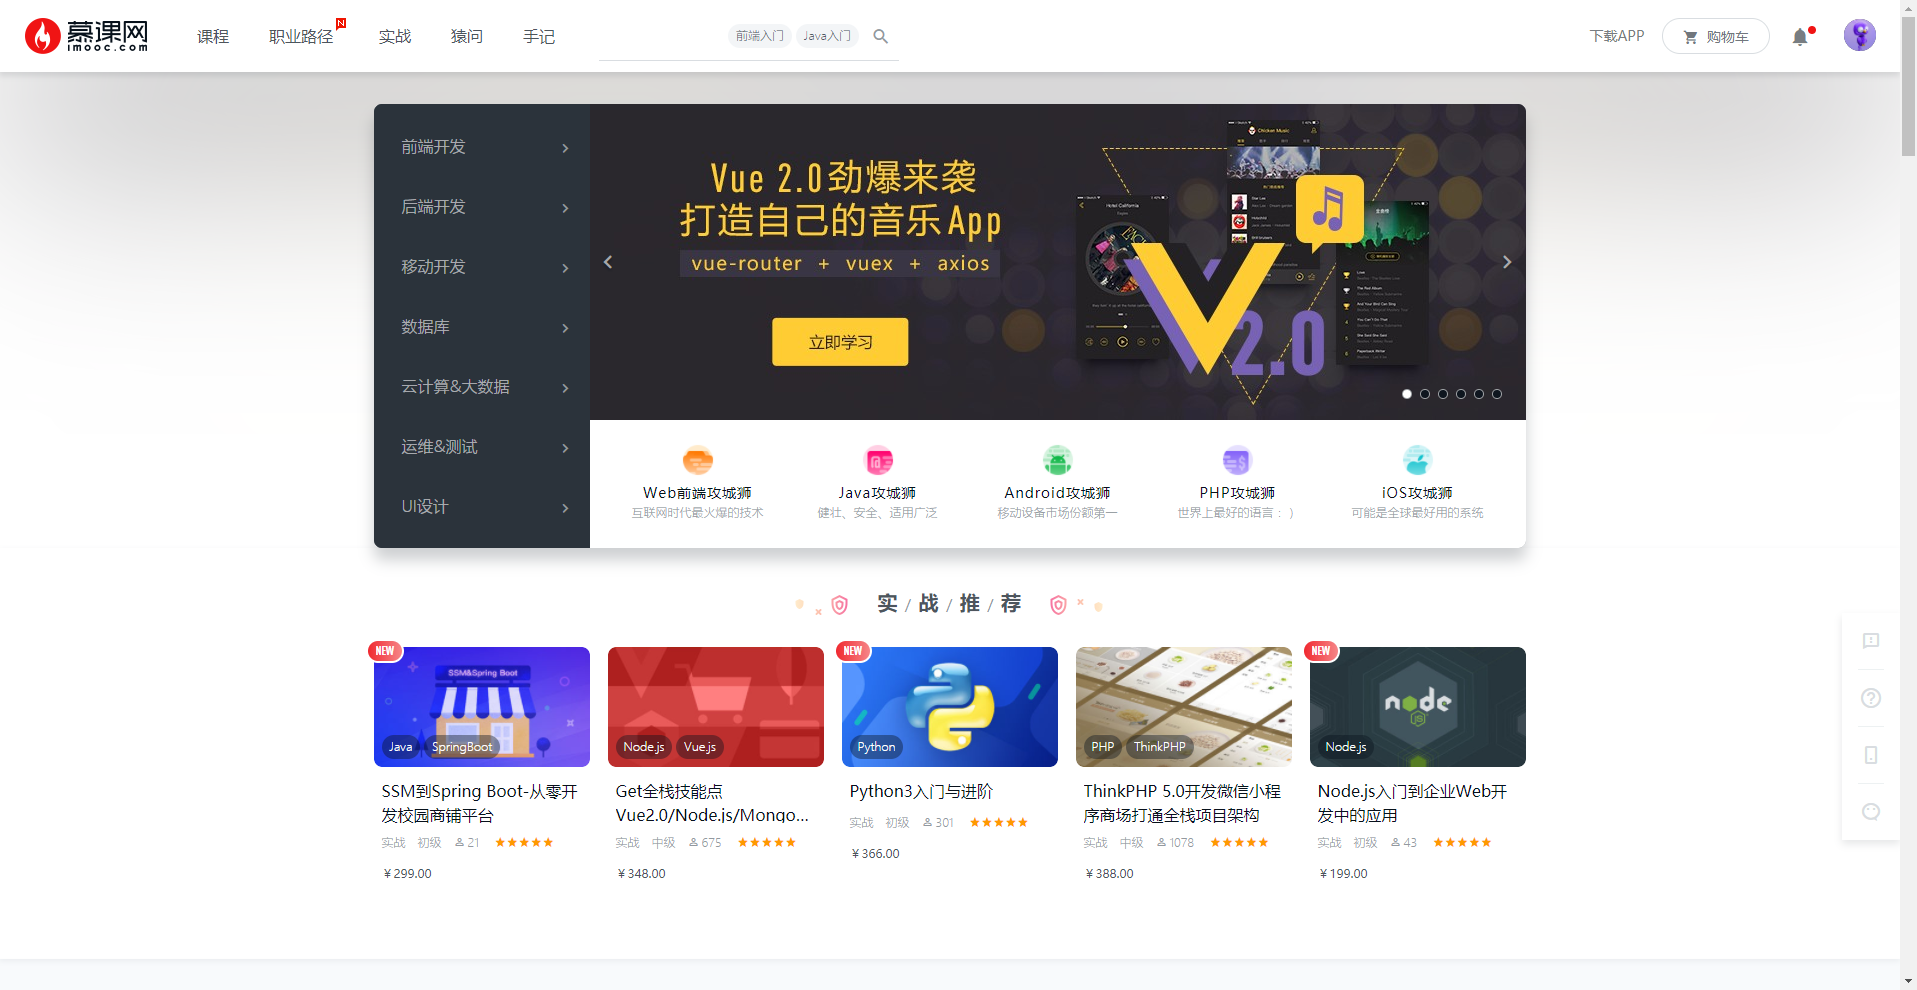 慕课网
imooc.com
课程
职业路径
N
实战
猿问
手记
前端入门
Java入门
下载APP
购物车
前端开发
后端开发
移动开发
数据库
云计算&大数据
运维&测试
UI设计
Vue 2.0劲爆来袭
打造自己的音乐App
vue-router + vuex + axios
立即学习
Chicken Music
Hotel California
2.0
Web前端攻城狮
互联网时代最火爆的技术
Java攻城狮
健壮、安全、适用广泛
Android攻城狮
移动设备市场份额第一
PHP攻城狮
世界上最好的语言：）
iOS攻城狮
可能是全球最好用的系统
实/战/推/荐
NEW
SSM&Spring Boot
Java
SpringBoot
SSM到Spring Boot-从零开
发校园商铺平台
实战 初级 21
￥299.00
Node.js
Vue.js
Get全栈技能点
Vue2.0/Node.js/Mongo...
实战 中级 675
￥348.00
NEW
Python
Python3入门与进阶
实战 初级 301
￥366.00
PHP
ThinkPHP
ThinkPHP 5.0开发微信小程
序商场打通全栈项目架构
实战 中级 1078
￥388.00
NEW
node
JS
Node.js
Node.js入门到企业Web开
发中的应用
实战 初级 43
￥199.00